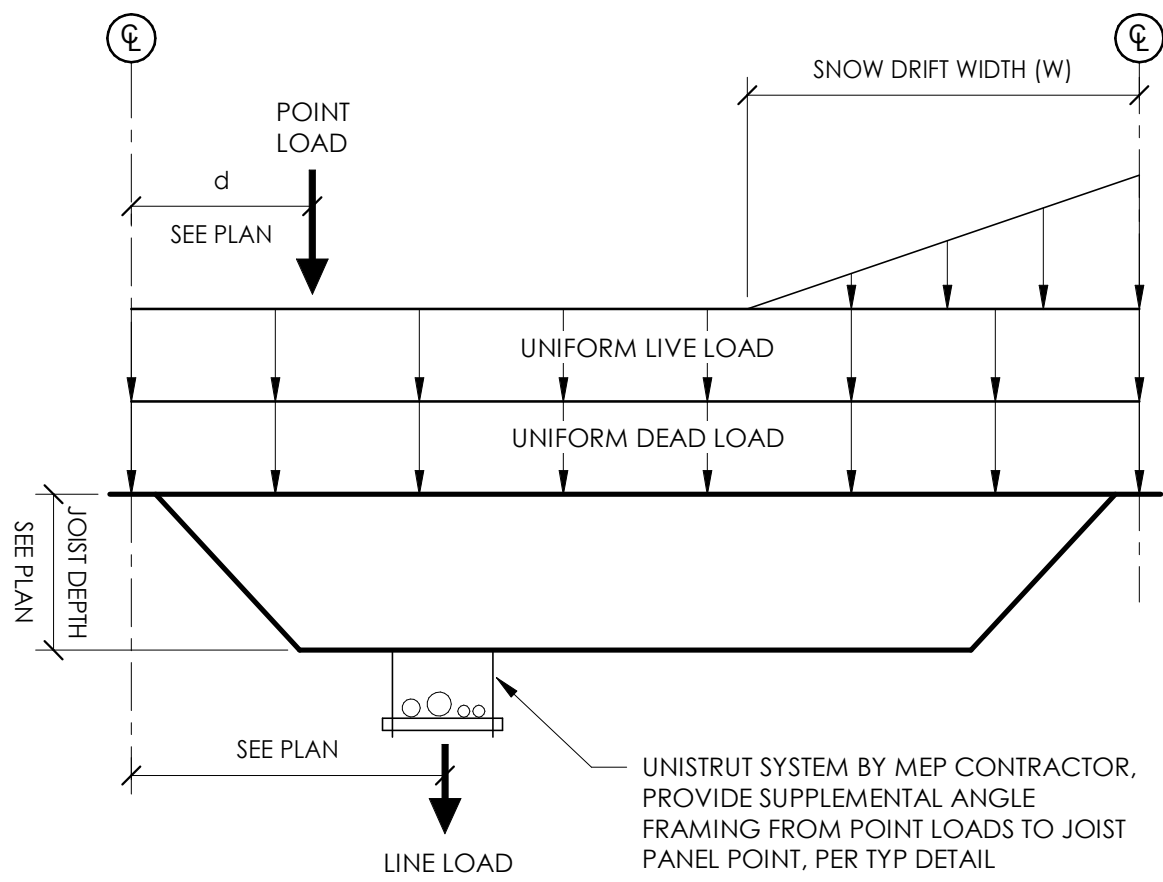 ℄
℄
SNOW DRIFT WIDTH (W)
POINT
LOAD
d
SEE PLAN
UNIFORM LIVE LOAD
UNIFORM DEAD LOAD
JOIST DEPTH
SEE PLAN
SEE PLAN
LINE LOAD
UNISTRUT SYSTEM BY MEP CONTRACTOR,
PROVIDE SUPPLEMENTAL ANGLE
FRAMING FROM POINT LOADS TO JOIST
PANEL POINT, PER TYP DETAIL